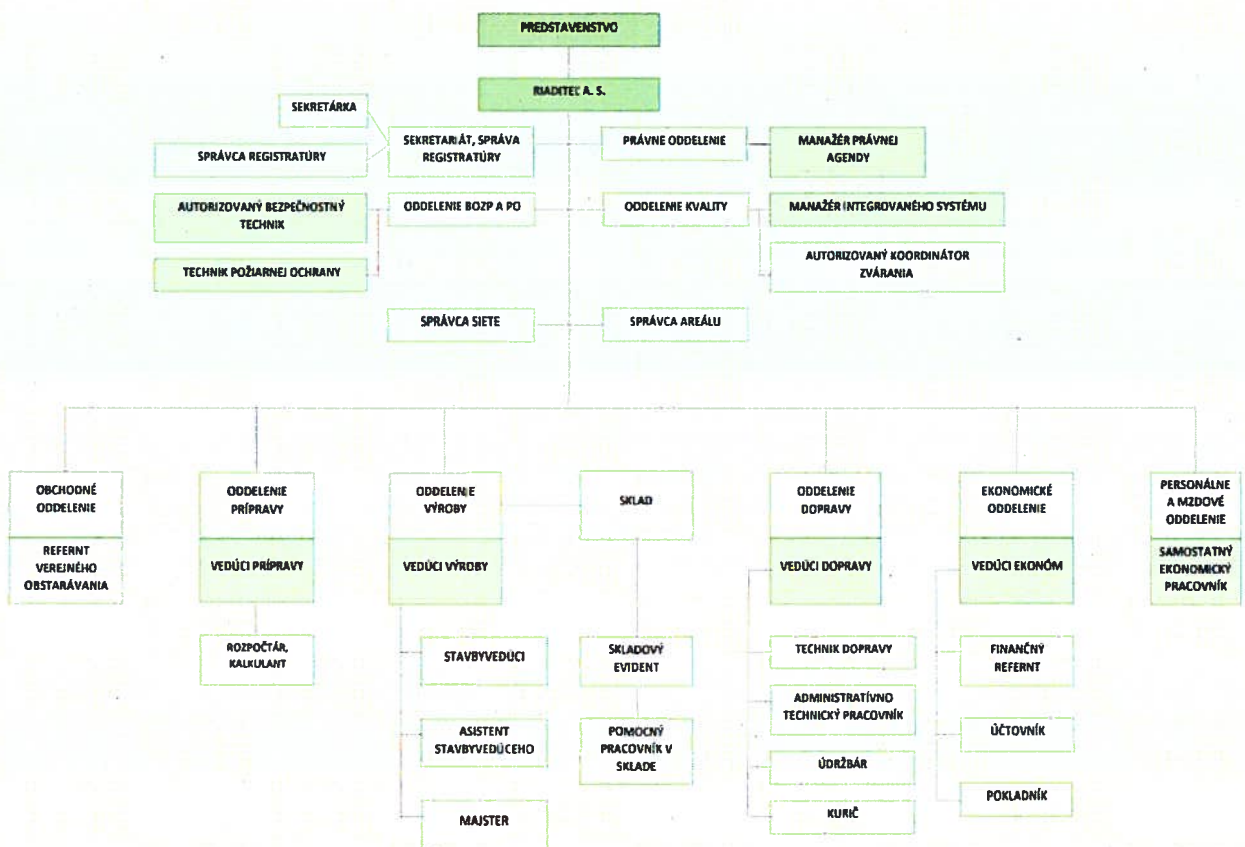 PREDSTAVENSTVO
RIADITEĽ A. S.
SEKRETÁRKA
SPRÁVCA REGISTRATÚRY
SEKRETARIÁT, SPRÁVA
REGISTRATÚRY
PRÁVNE ODDELENIE
MANAŽÉR PRÁVNEJ
AGENDY
AUTORIZOVANÝ BEZPEČNOSTNÝ
TECHNIK
ODDELENIE BOZP A PO
ODDELENIE KVALITY
MANAŽÉR INTEGROVANÉHO SYSTÉMU
TECHNIK POŽIARNEJ OCHRANY
AUTORIZOVANÝ KOORDINÁTOR
ZVÁRANIA
SPRÁVCA SIETE
SPRÁVCA AREÁLU
OBCHODNÉ
ODDELENIE
REFERNT
VEREJNÉHO
OBSTARÁVANIA
ODDELENIE
PRÍPRAVY
VEDÚCI PRÍPRAVY
ROZPOČTÁR,
KALKULANT
ODDELENIE
VÝROBY
VEDÚCI VÝROBY
STAVBYVEDÚCI
ASISTENT
STAVBYVEDÚCEHO
MAJSTER
SKLAD
SKLADOVÝ
EVIDENT
POMOCNÝ
PRACOVNÍK V
SKLADE
ODDELENIE
DOPRAVY
VEDÚCI DOPRAVY
TECHNIK DOPRAVY
ADMINISTRATÍVNO
TECHNICKÝ PRACOVNÍK
ÚDRŽBÁR
KURIČ
EKONOMICKÉ
ODDELENIE
VEDÚCI EKONÓM
FINANČNÝ
REFERNT
ÚČTOVNÍK
POKLADNÍK
PERSONÁLNE
A MZDOVÉ
ODDELENIE
SAMOSTATNÝ
EKONOMICKÝ
PRACOVNÍK